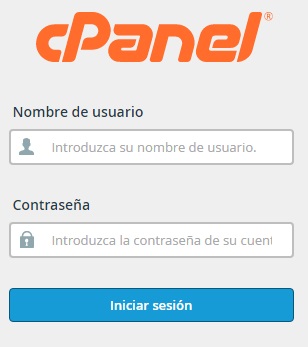 cPanel®
Nombre de usuario
Introduzca su nombre de usuario.
Contraseña
Introduzca la contraseña de su cuent
Iniciar sesión